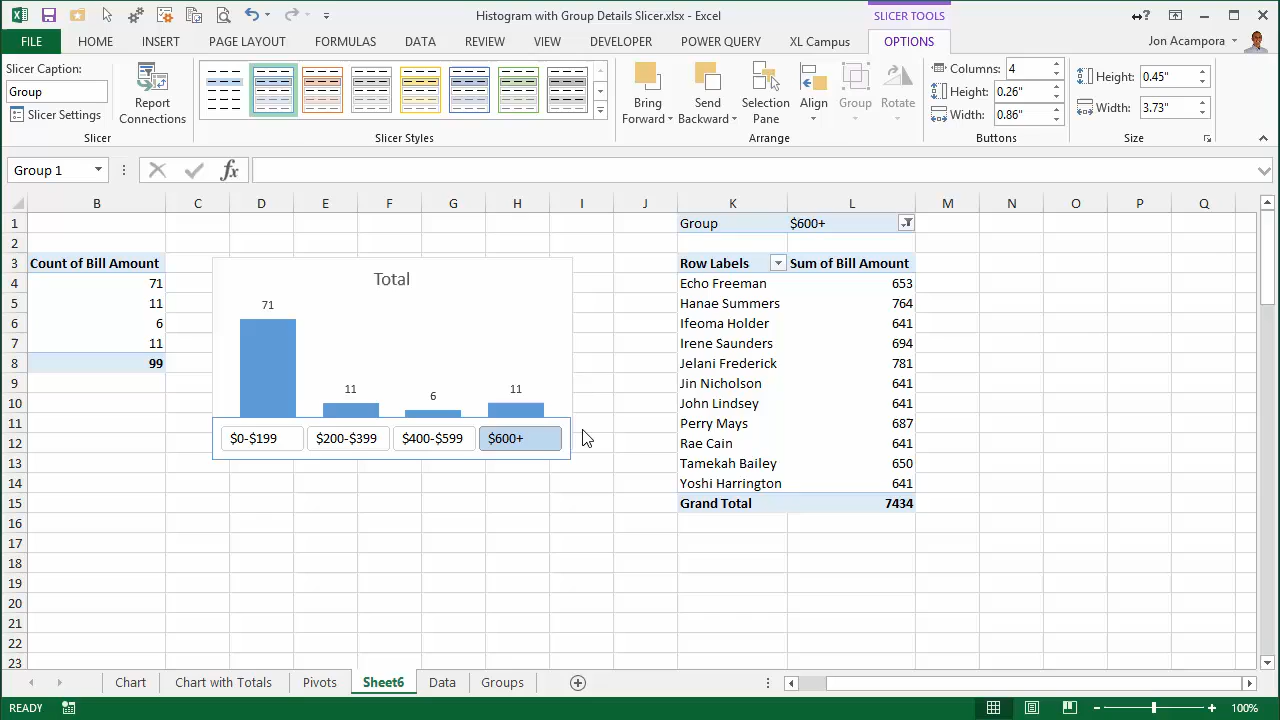 Histogram with Group Details Slicer.xlsx - Excel
SLICER TOOLS
FILE HOME INSERT PAGE LAYOUT FORMULAS DATA REVIEW VIEW DEVELOPER POWER QUERY XL Campus OPTIONS Jon Acampora
Slicer Caption:
Group
Slicer Settings
Report Connections
Bring Forward
Send Backward
Selection Pane
Align
Group
Rotate
Columns: 4
Height: 0.26"
Width: 0.86"
Height: 0.45"
Width: 3.73"
Slicer Slicer Styles Arrange Buttons Size
Group 1 fx
B C D E F G H I J K L M N O P Q
1 Group $600+
2
3 Count of Bill Amount Row Labels Sum of Bill Amount
4 71 Echo Freeman 653
5 11 Hanae Summers 764
6 6 Ifeoma Holder 641
7 11 Irene Saunders 694
8 99 Jelani Frederick 781
9 Jin Nicholson 641
10 John Lindsey 641
11 Perry Mays 687
12 Rae Cain 641
13 Tamekah Bailey 650
14 Yoshi Harrington 641
15 Grand Total 7434
16
17
18
19
20
21
22
23
Total
71
11
6
11
$0-$199 $200-$399 $400-$599 $600+
Chart Chart with Totals Pivots Sheet6 Data Groups
READY 100%